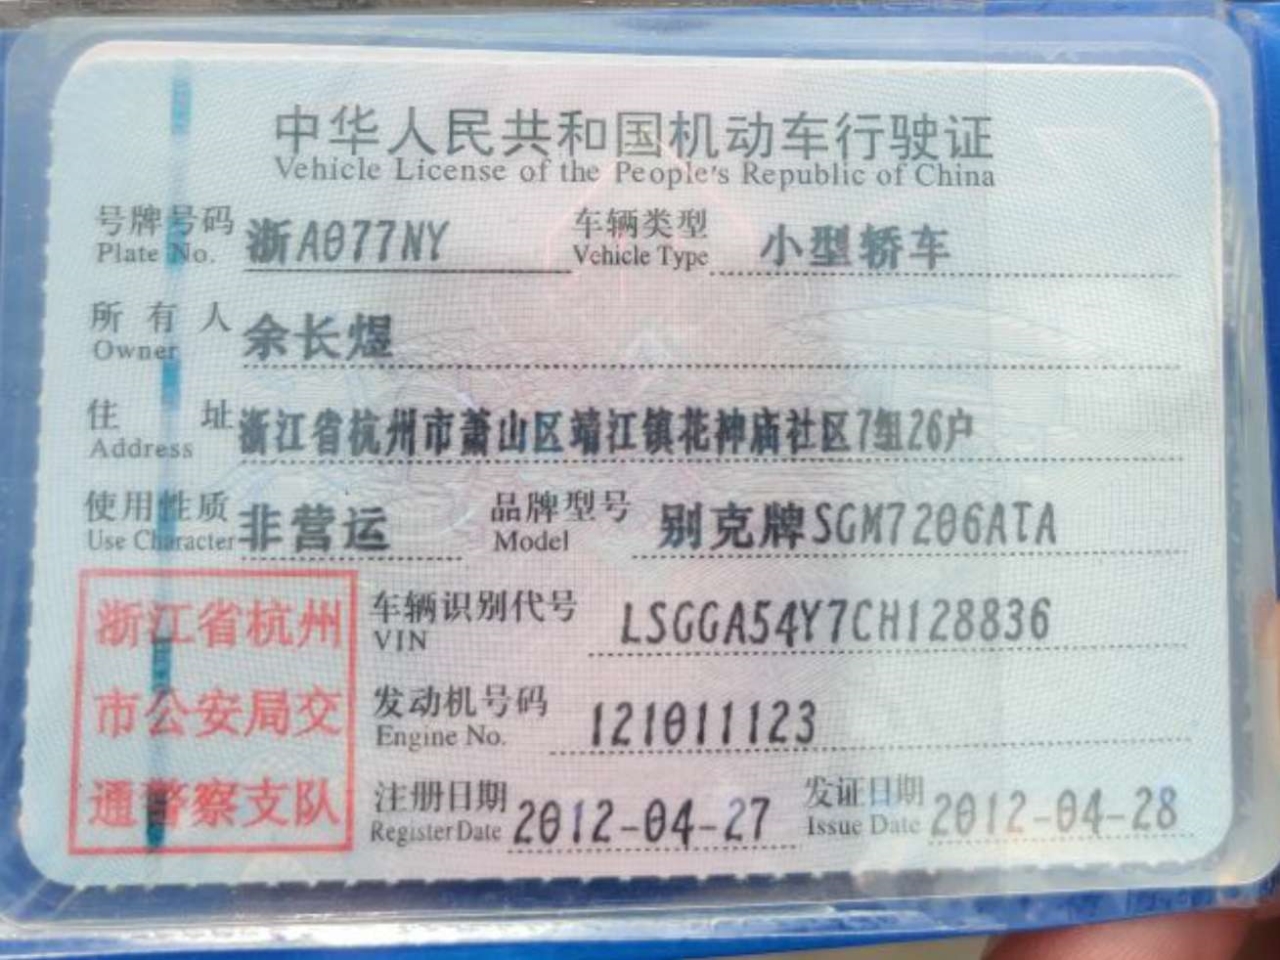 中华人民共和国机动车行驶证
Vehicle License of the People's Republic of China
号牌号码 浙A077NY 车辆类型 小型轿车
Plate No. Vehicle Type
所有人 余长煜
Owner
住址 浙江省杭州市萧山区靖江镇花神庙社区7组26户
Address
使用性质 非营运 品牌型号 别克牌SGM7206ATA
Use Character Model
浙江省杭州
市公安局交
通警察支队
车辆识别代号 LSGGA54Y7CH128836
VIN
发动机号码 121011123
Engine No.
注册日期 2012-04-27 发证日期 2012-04-28
Register Date Issue Date